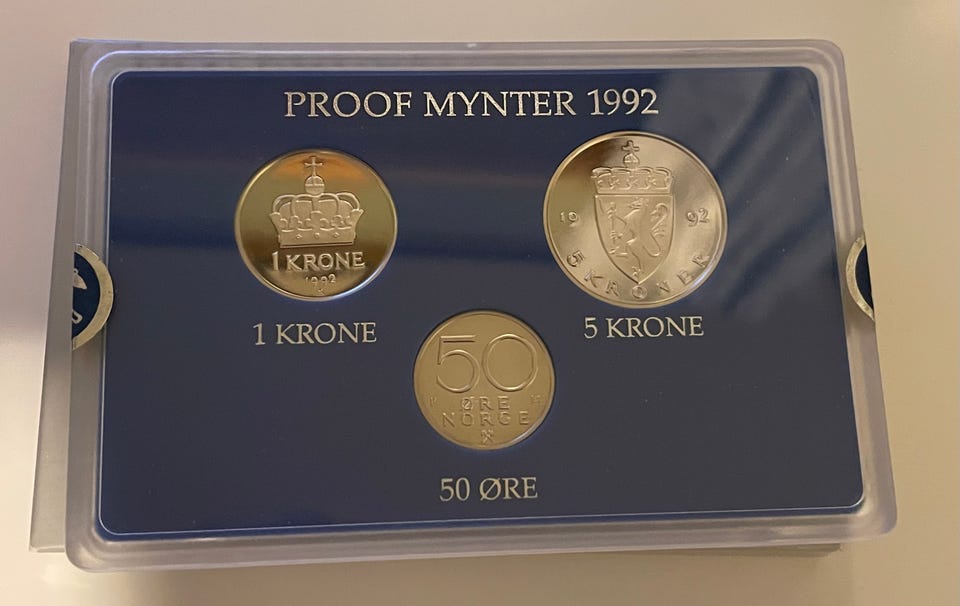 PROOF MYNTER 1992
1 KRONE
1992
K
1 KRONE
19 92
5 KRONER
5 KRONE
50
ØRE
NORGE
50 ØRE